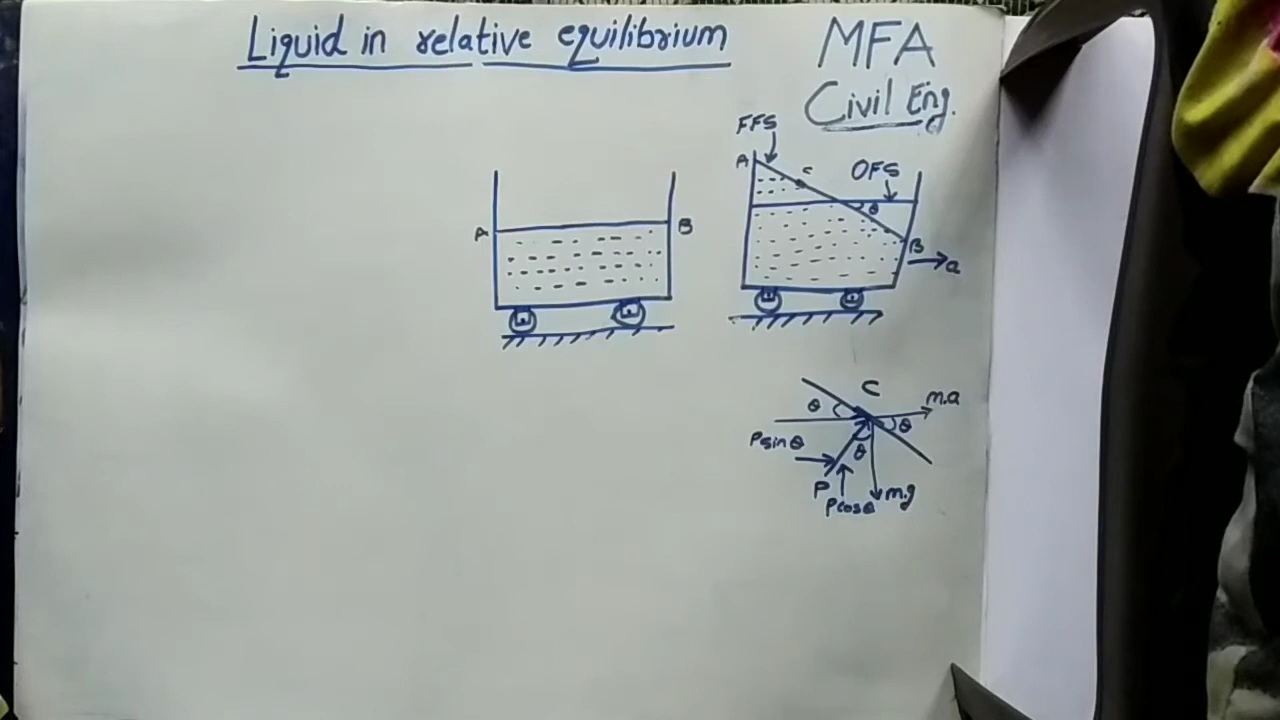 Liquid in relative equilibrium
MFA
Civil Eng.
FFS
A
C
OFS
θ
B
a
A
B
C
m.a
θ
θ
Psinθ
θ
P
Pcosθ
m.g